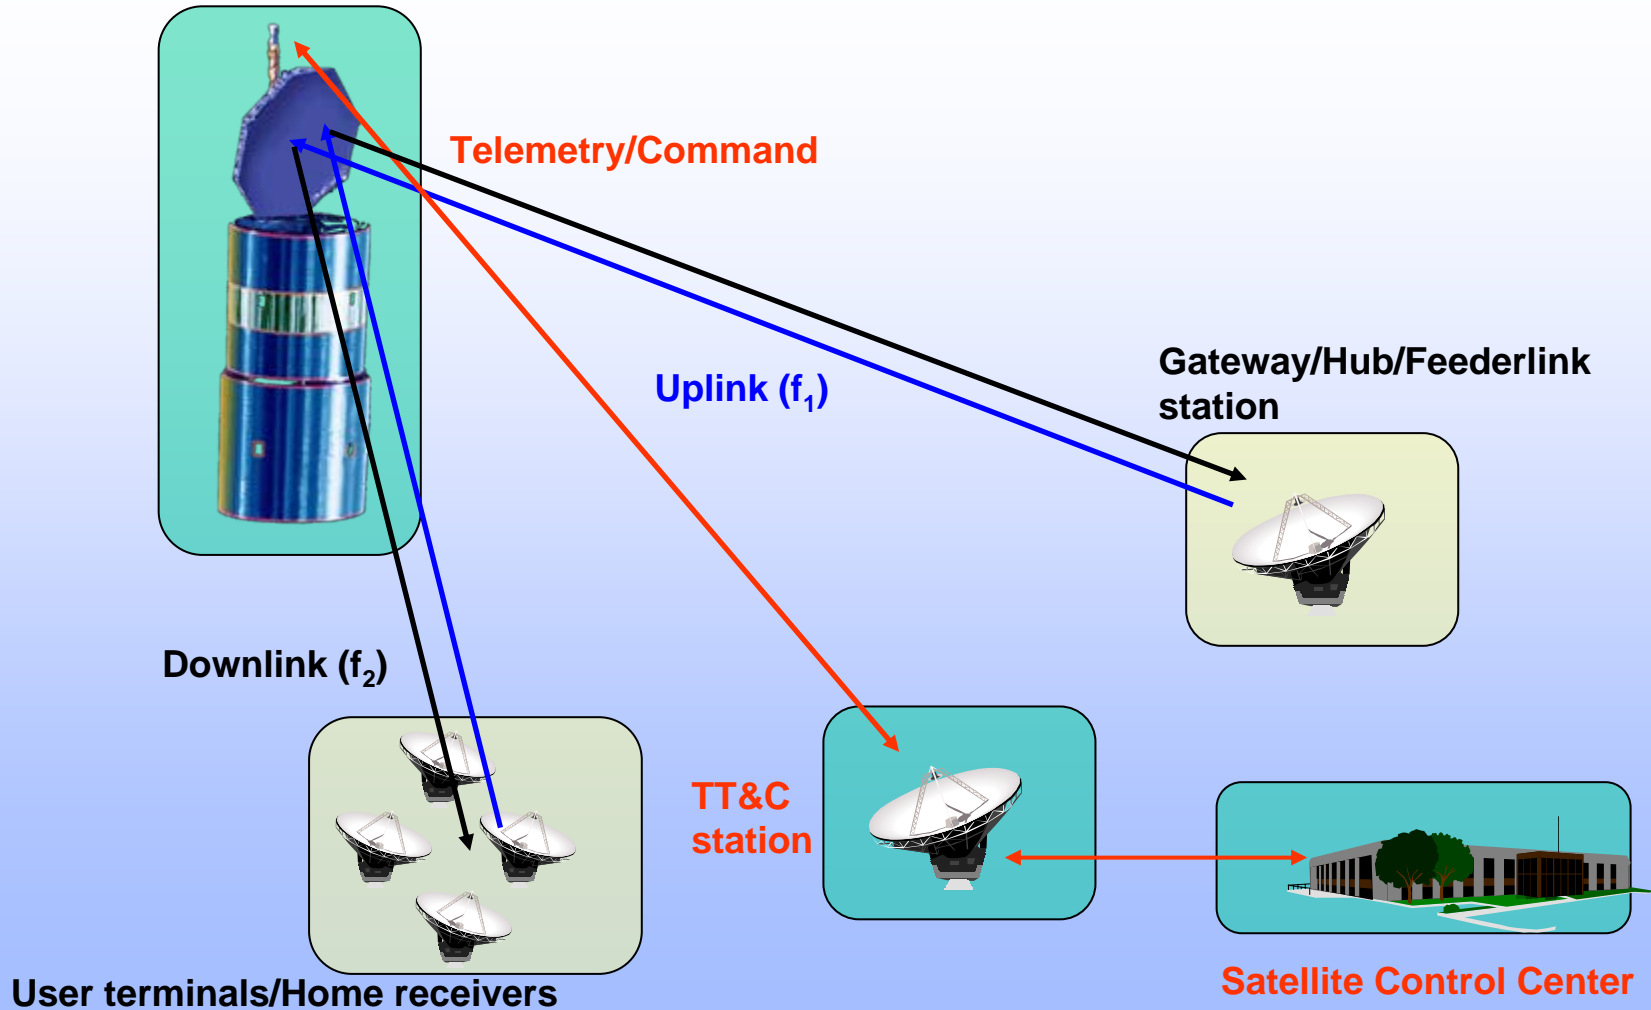 Telemetry/Command
Gateway/Hub/Feederlink
station
Uplink (f₁)
Downlink (f₂)
TT&C
station
Satellite Control Center
User terminals/Home receivers